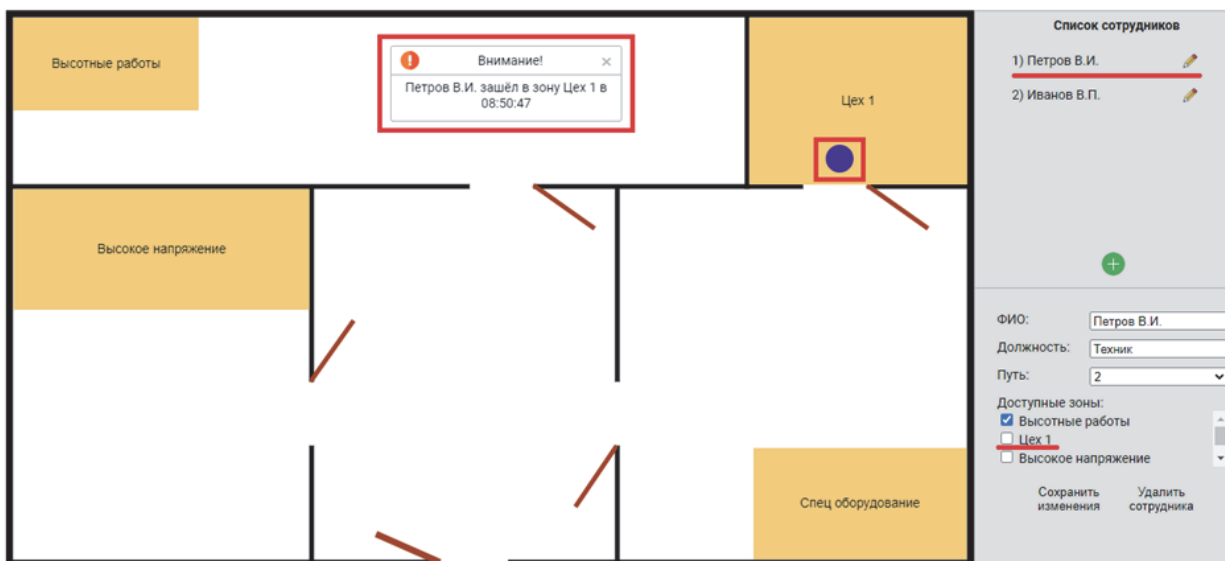 Высотные работы
Внимание!
Петров В.И. зашёл в зону Цех 1 в
08:50:47
Цех 1
Высокое напряжение
Спец оборудование
Список сотрудников
1) Петров В.И.
2) Иванов В.П.
ФИО: Петров В.И.
Должность: Техник
Путь: 2
Доступные зоны:
Высотные работы
Цех 1
Высокое напряжение
Сохранить
изменения
Удалить
сотрудника